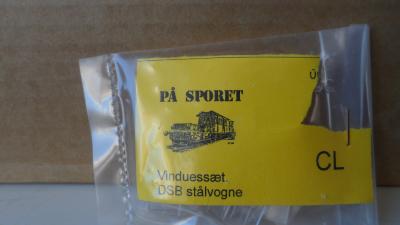 PÅ SPORET
CL
Vinduessæt.
DSB stålvogne